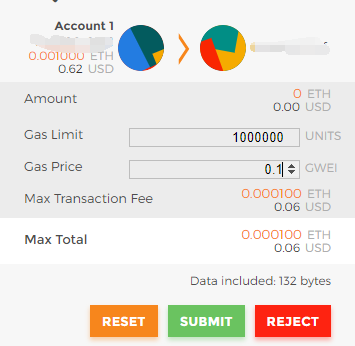 Account 1
0.001000 ETH
0.62 USD
Amount 0 ETH
0.00 USD
Gas Limit 1000000 UNITS
Gas Price 0.1 GWEI
Max Transaction Fee 0.000100 ETH
0.06 USD
Max Total 0.000100 ETH
0.06 USD
Data included: 132 bytes
RESET SUBMIT REJECT